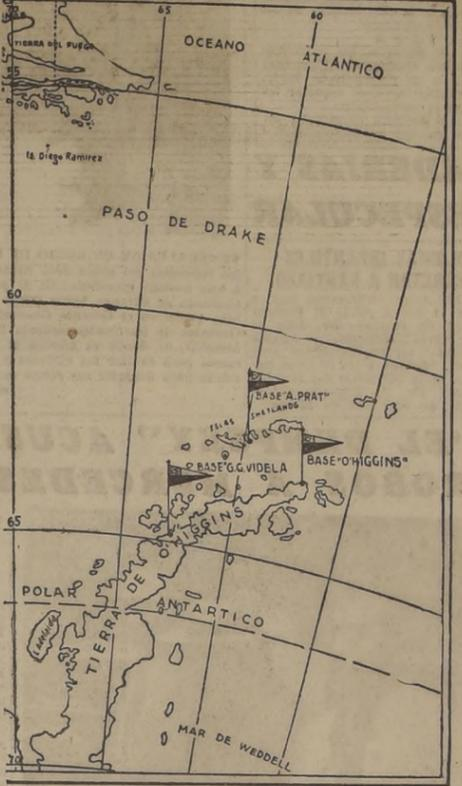 70
65
60
OCEANO
ATLANTICO
TIERRA DEL FUEGO
55
Is. Diego Ramirez
PASO DE DRAKE
60
BASE "A. PRAT"
ISLAS
SHETLANDS
BASE "O'HIGGINS"
BASE "G.G. VIDELA
65
TIERRA DE O'HIGGINS
POLAR
ANTARTICO
MAR DE WEDDELL
70